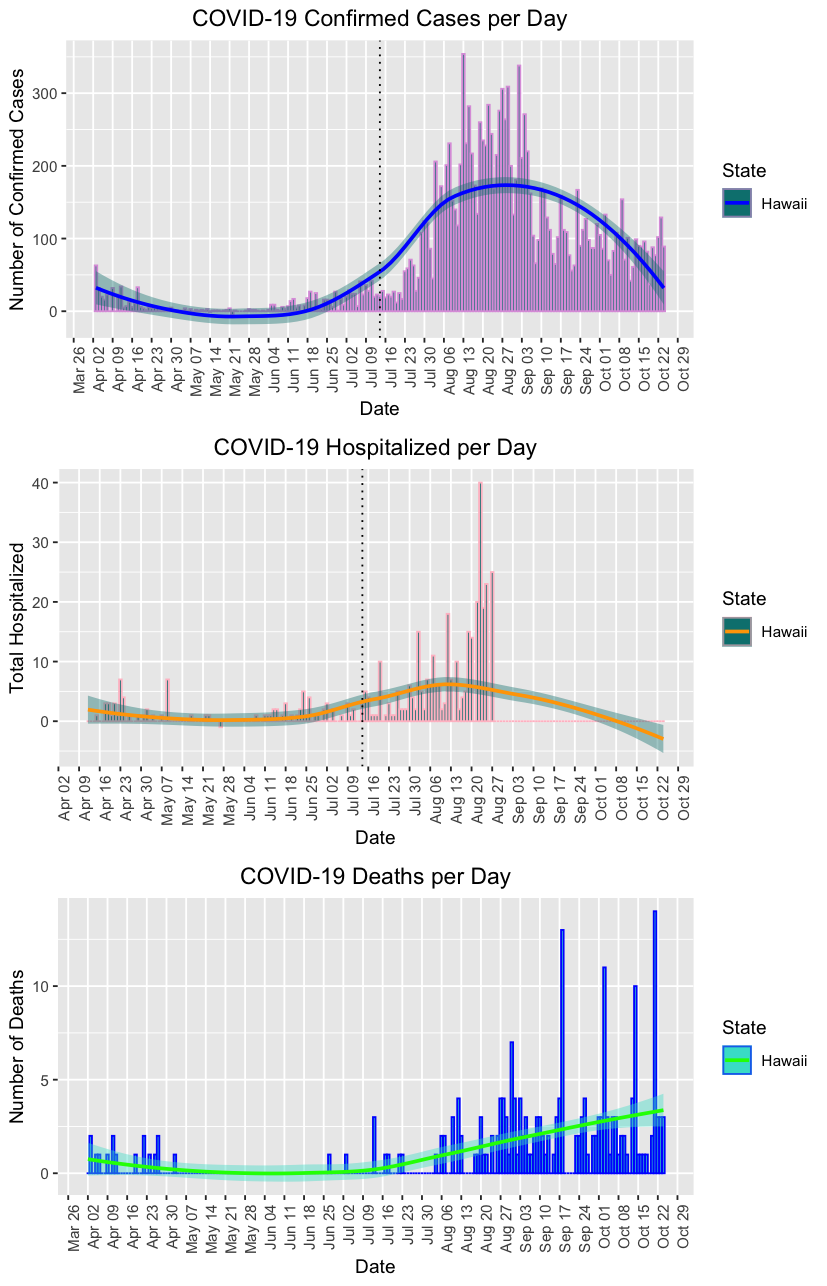 COVID-19 Confirmed Cases per Day
Number of Confirmed Cases
300
200
100
0
Mar 26
Apr 02
Apr 09
Apr 16
Apr 23
Apr 30
May 07
May 14
May 21
May 28
Jun 04
Jun 11
Jun 18
Jun 25
Jul 02
Jul 09
Jul 16
Jul 23
Jul 30
Aug 06
Aug 13
Aug 20
Aug 27
Sep 03
Sep 10
Sep 17
Sep 24
Oct 01
Oct 08
Oct 15
Oct 22
Oct 29
Date
State
Hawaii
COVID-19 Hospitalized per Day
Total Hospitalized
40
30
20
10
0
Apr 02
Apr 09
Apr 16
Apr 23
Apr 30
May 07
May 14
May 21
May 28
Jun 04
Jun 11
Jun 18
Jun 25
Jul 02
Jul 09
Jul 16
Jul 23
Jul 30
Aug 06
Aug 13
Aug 20
Aug 27
Sep 03
Sep 10
Sep 17
Sep 24
Oct 01
Oct 08
Oct 15
Oct 22
Oct 29
Date
State
Hawaii
COVID-19 Deaths per Day
Number of Deaths
10
5
0
Mar 26
Apr 02
Apr 09
Apr 16
Apr 23
Apr 30
May 07
May 14
May 21
May 28
Jun 04
Jun 11
Jun 18
Jun 25
Jul 02
Jul 09
Jul 16
Jul 23
Jul 30
Aug 06
Aug 13
Aug 20
Aug 27
Sep 03
Sep 10
Sep 17
Sep 24
Oct 01
Oct 08
Oct 15
Oct 22
Oct 29
Date
State
Hawaii